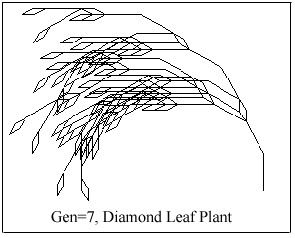 Gen=7, Diamond Leaf Plant